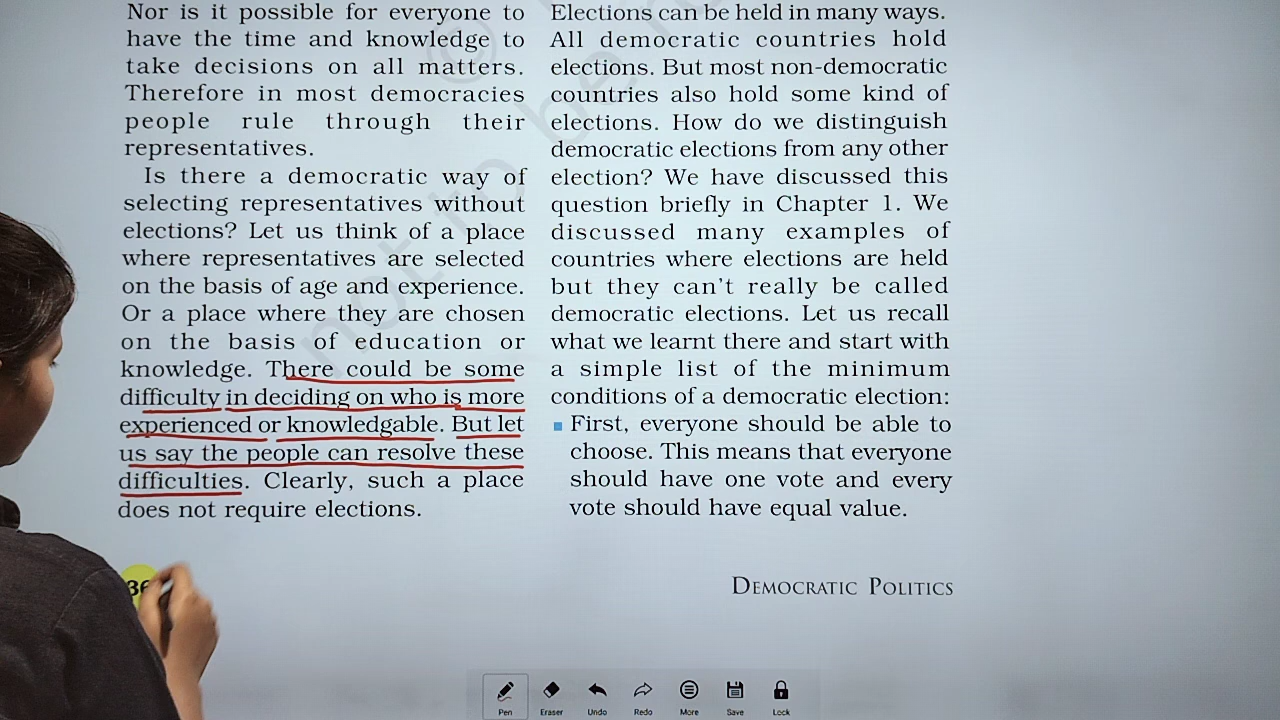 Nor is it possible for everyone to
have the time and knowledge to
take decisions on all matters.
Therefore in most democracies
people rule through their
representatives.
Is there a democratic way of
selecting representatives without
elections? Let us think of a place
where representatives are selected
on the basis of age and experience.
Or a place where they are chosen
on the basis of education or
knowledge. There could be some
difficulty in deciding on who is more
experienced or knowledgable. But let
us say the people can resolve these
difficulties. Clearly, such a place
does not require elections.
Elections can be held in many ways.
All democratic countries hold
elections. But most non-democratic
countries also hold some kind of
elections. How do we distinguish
democratic elections from any other
election? We have discussed this
question briefly in Chapter 1. We
discussed many examples of
countries where elections are held
but they can't really be called
democratic elections. Let us recall
what we learnt there and start with
a simple list of the minimum
conditions of a democratic election:
First, everyone should be able to
choose. This means that everyone
should have one vote and every
vote should have equal value.
DEMOCRATIC POLITICS
not to be
Pen Eraser Undo Redo More Save Lock